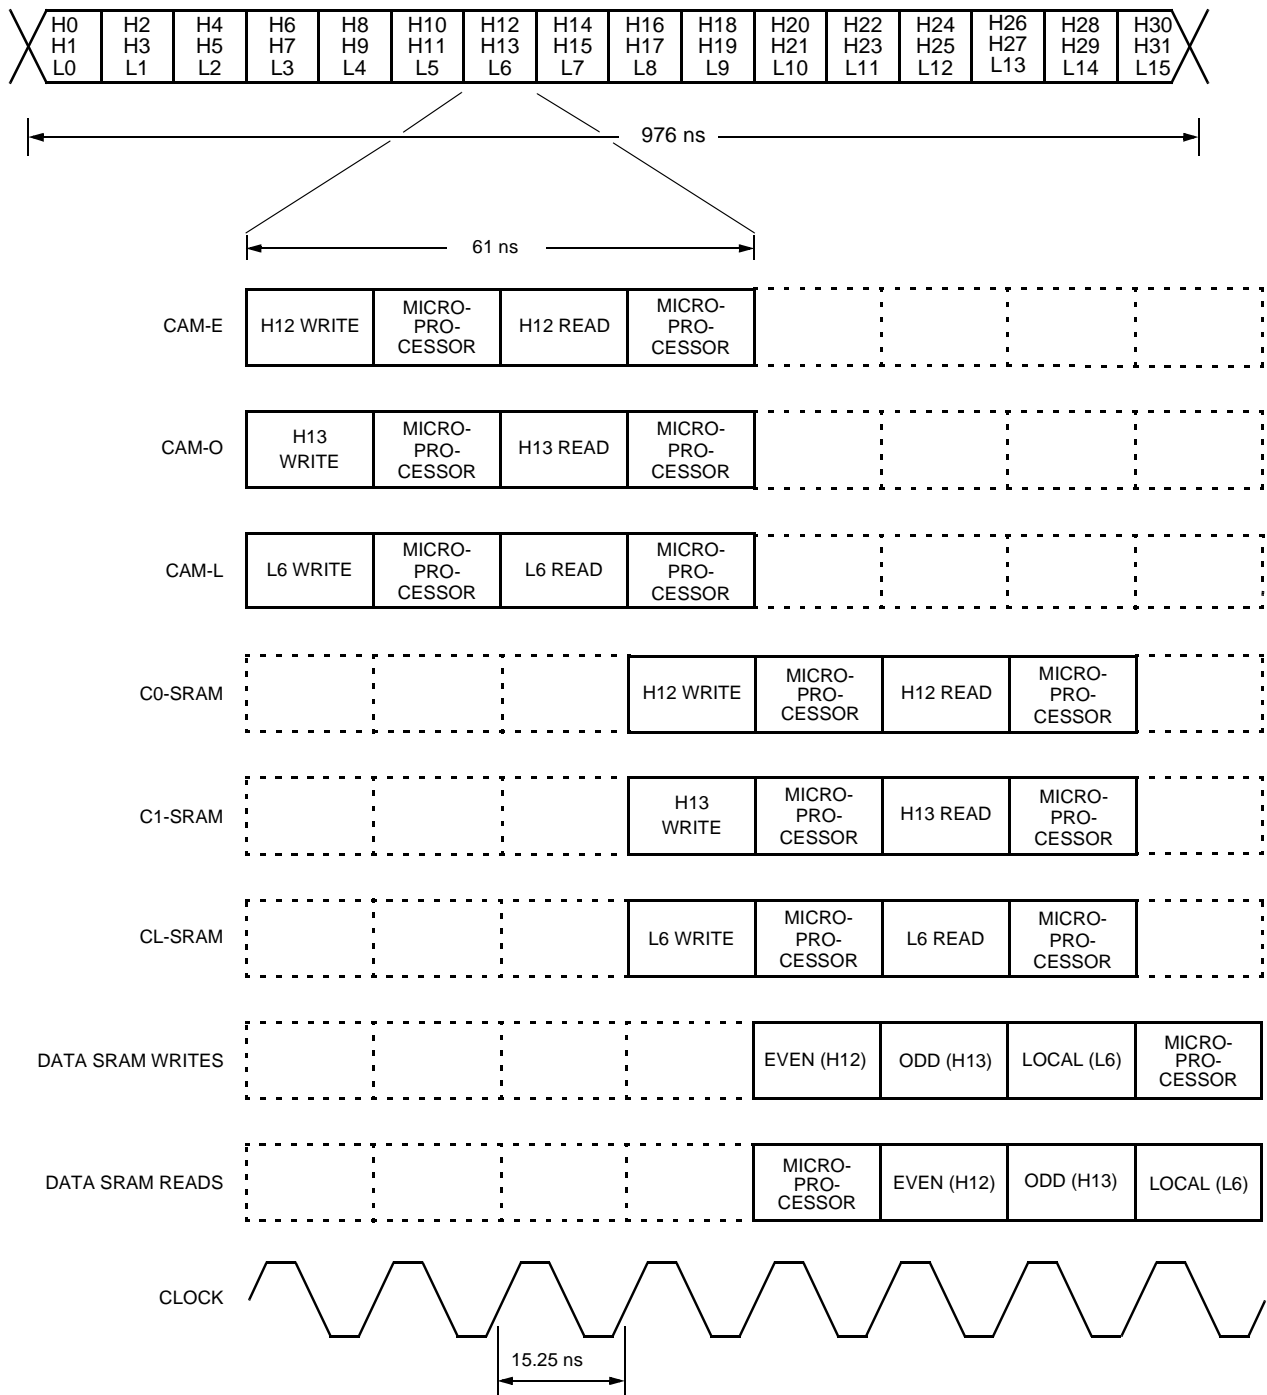 H0 H2 H4 H6 H8 H10 H12 H14 H16 H18 H20 H22 H24 H26 H28 H30
H1 H3 H5 H7 H9 H11 H13 H15 H17 H19 H21 H23 H25 H27 H29 H31
L0 L1 L2 L3 L4 L5 L6 L7 L8 L9 L10 L11 L12 L13 L14 L15
976 ns
61 ns
CAM-E
H12 WRITE
MICRO-
PRO-
CESSOR
H12 READ
MICRO-
PRO-
CESSOR
CAM-O
H13
WRITE
MICRO-
PRO-
CESSOR
H13 READ
MICRO-
PRO-
CESSOR
CAM-L
L6 WRITE
MICRO-
PRO-
CESSOR
L6 READ
MICRO-
PRO-
CESSOR
C0-SRAM
H12 WRITE
MICRO-
PRO-
CESSOR
H12 READ
MICRO-
PRO-
CESSOR
C1-SRAM
H13
WRITE
MICRO-
PRO-
CESSOR
H13 READ
MICRO-
PRO-
CESSOR
CL-SRAM
L6 WRITE
MICRO-
PRO-
CESSOR
L6 READ
MICRO-
PRO-
CESSOR
DATA SRAM WRITES
EVEN (H12)
ODD (H13)
LOCAL (L6)
MICRO-
PRO-
CESSOR
DATA SRAM READS
MICRO-
PRO-
CESSOR
EVEN (H12)
ODD (H13)
LOCAL (L6)
CLOCK
15.25 ns